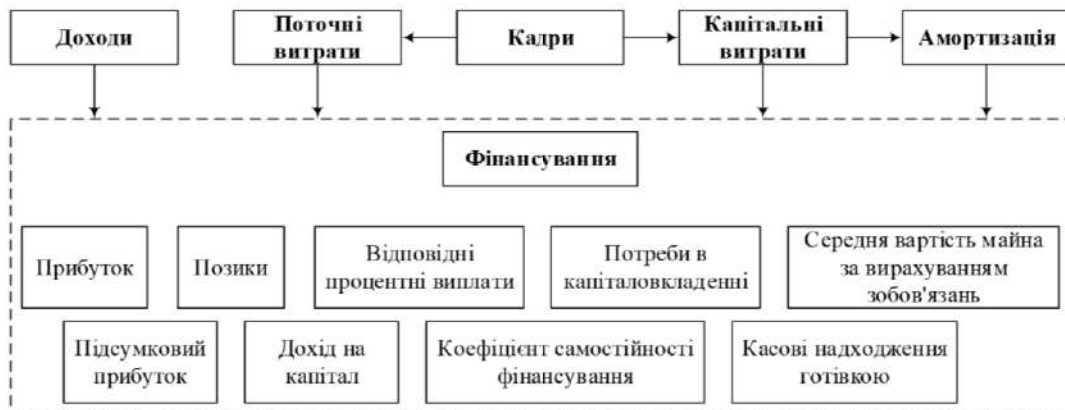 Доходи
Поточні
витрати
Кадри
Капітальні
витрати
Амортизація
Фінансування
Прибуток
Позики
Відповідні
процентні виплати
Потреби в
капіталовкладенні
Середня вартість майна
за вирахуванням
зобов'язань
Підсумковий
прибуток
Дохід на
капітал
Коефіцієнт самостійності
фінансування
Касові надходження
готівкою